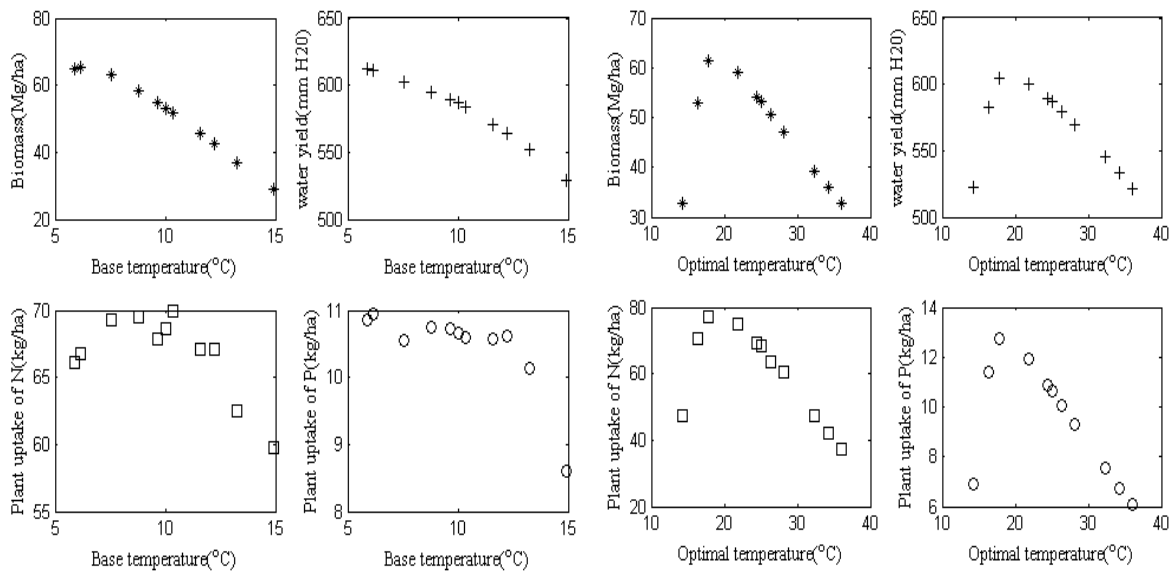 Biomass(Mg/ha)
80
60
40
20
5 10 15
Base temperature(°C)
water yield(mm H20)
650
600
550
500
5 10 15
Base temperature(°C)
Biomass(Mg/ha)
70
60
50
40
30
10 20 30 40
Optimal temperature(°C)
water yield(mm H20)
650
600
550
500
10 20 30 40
Optimal temperature(°C)
Plant uptake of N(kg/ha)
70
65
60
55
5 10 15
Base temperature(°C)
Plant uptake of P(kg/ha)
11
10
9
8
5 10 15
Base temperature(°C)
Plant uptake of N(kg/ha)
80
60
40
20
10 20 30 40
Optimal temperature(°C)
Plant uptake of P(kg/ha)
14
12
10
8
6
10 20 30 40
Optimal temperature(°C)